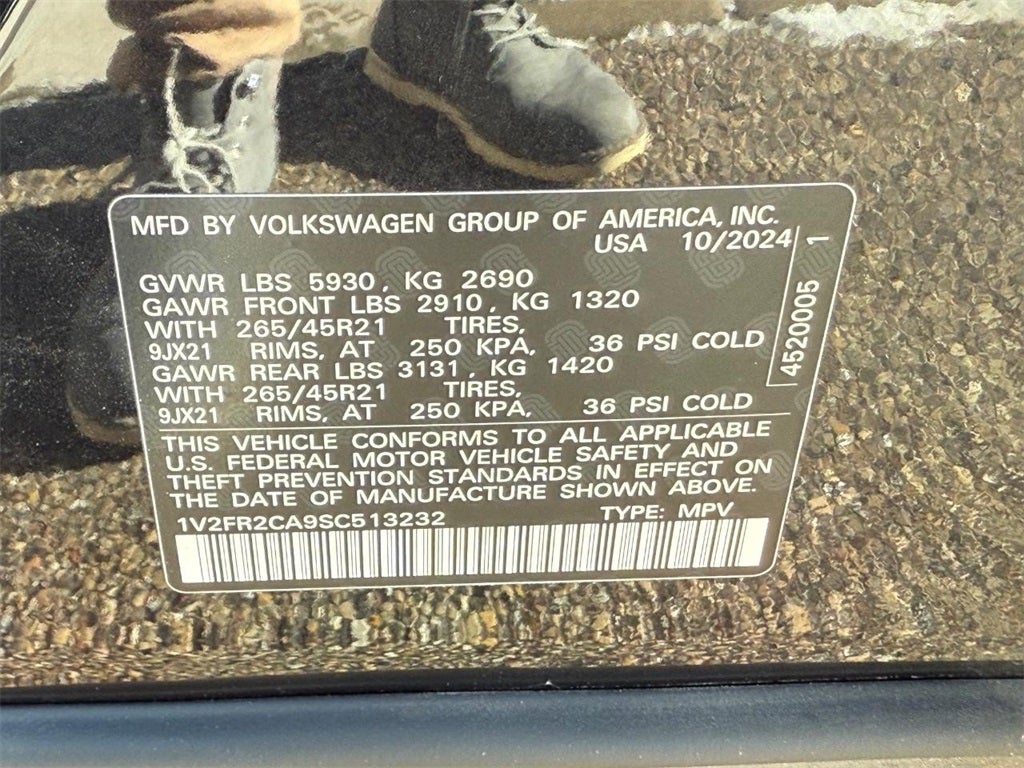 MFD BY VOLKSWAGEN GROUP OF AMERICA, INC.
USA 10/2024
GVWR LBS 5930, KG 2690
GAWR FRONT LBS 2910, KG 1320
WITH 265/45R21 TIRES,
9JX21 RIMS, AT 250 KPA, 36 PSI COLD
GAWR REAR LBS 3131, KG 1420
WITH 265/45R21 TIRES,
9JX21 RIMS, AT 250 KPA, 36 PSI COLD
4520005 1
THIS VEHICLE CONFORMS TO ALL APPLICABLE
U.S. FEDERAL MOTOR VEHICLE SAFETY AND
THEFT PREVENTION STANDARDS IN EFFECT ON
THE DATE OF MANUFACTURE SHOWN ABOVE.
1V2FR2CA9SC513232 TYPE: MPV